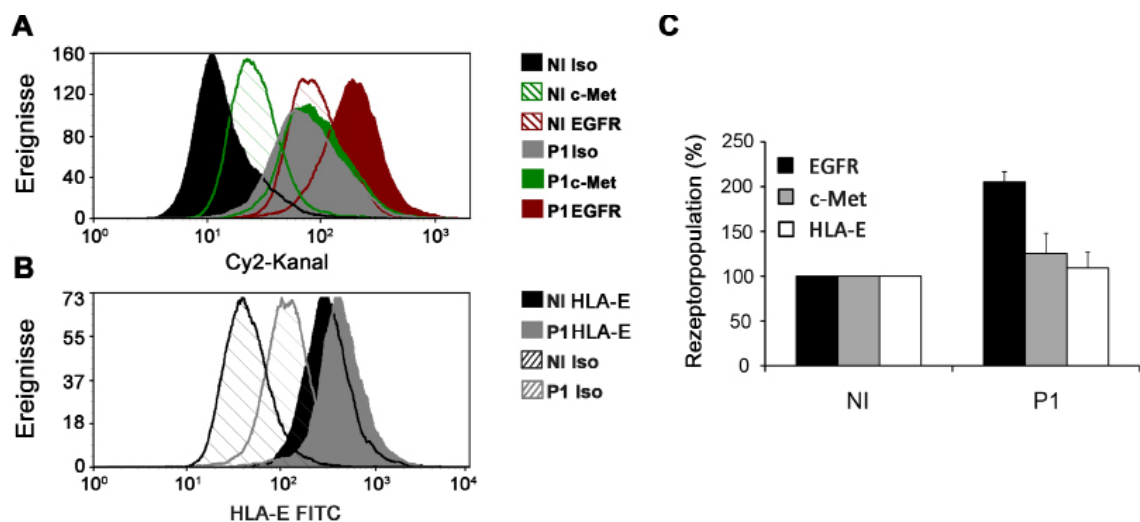 A
Ereignisse
160
120
80
40
0
10⁰
10¹
10²
10³
Cy2-Kanal
NI Iso
NI c-Met
NI EGFR
P1 Iso
P1 c-Met
P1 EGFR
B
Ereignisse
73
55
37
18
0
10⁰
10¹
10²
10³
10⁴
HLA-E FITC
NI HLA-E
P1 HLA-E
NI Iso
P1 Iso
C
Rezeptorpopulation (%)
250
200
150
100
50
0
EGFR
c-Met
HLA-E
NI
P1